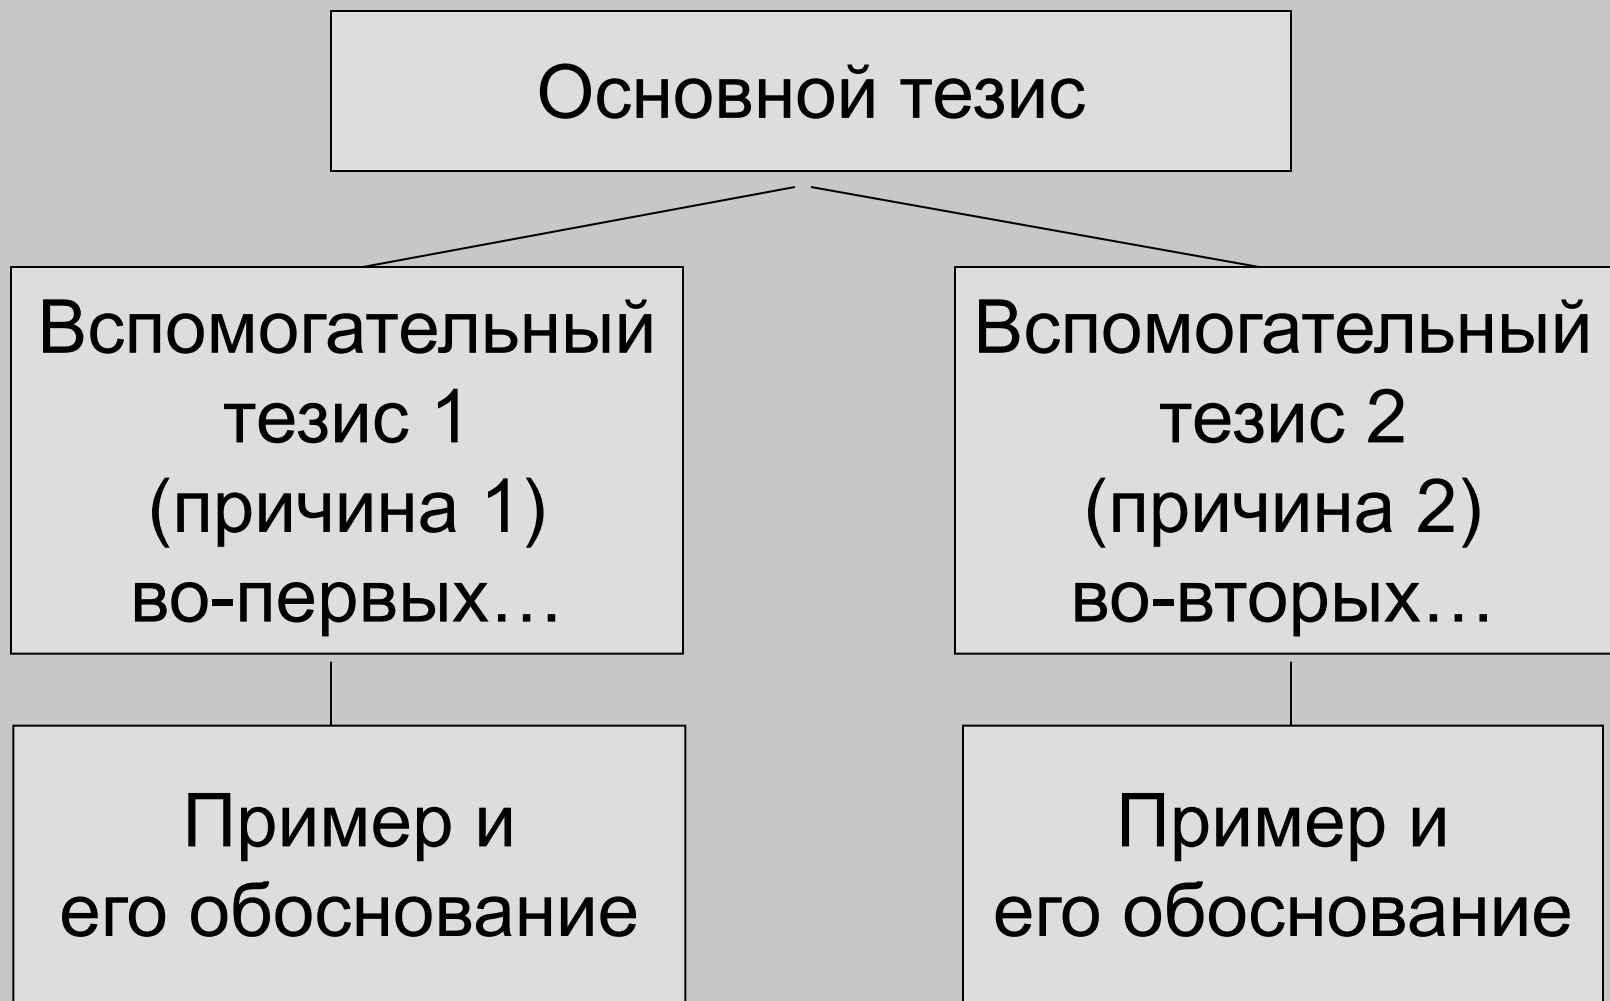 Основной тезис
Вспомогательный
тезис 1
(причина 1)
во-первых…
Вспомогательный
тезис 2
(причина 2)
во-вторых…
Пример и
его обоснование
Пример и
его обоснование